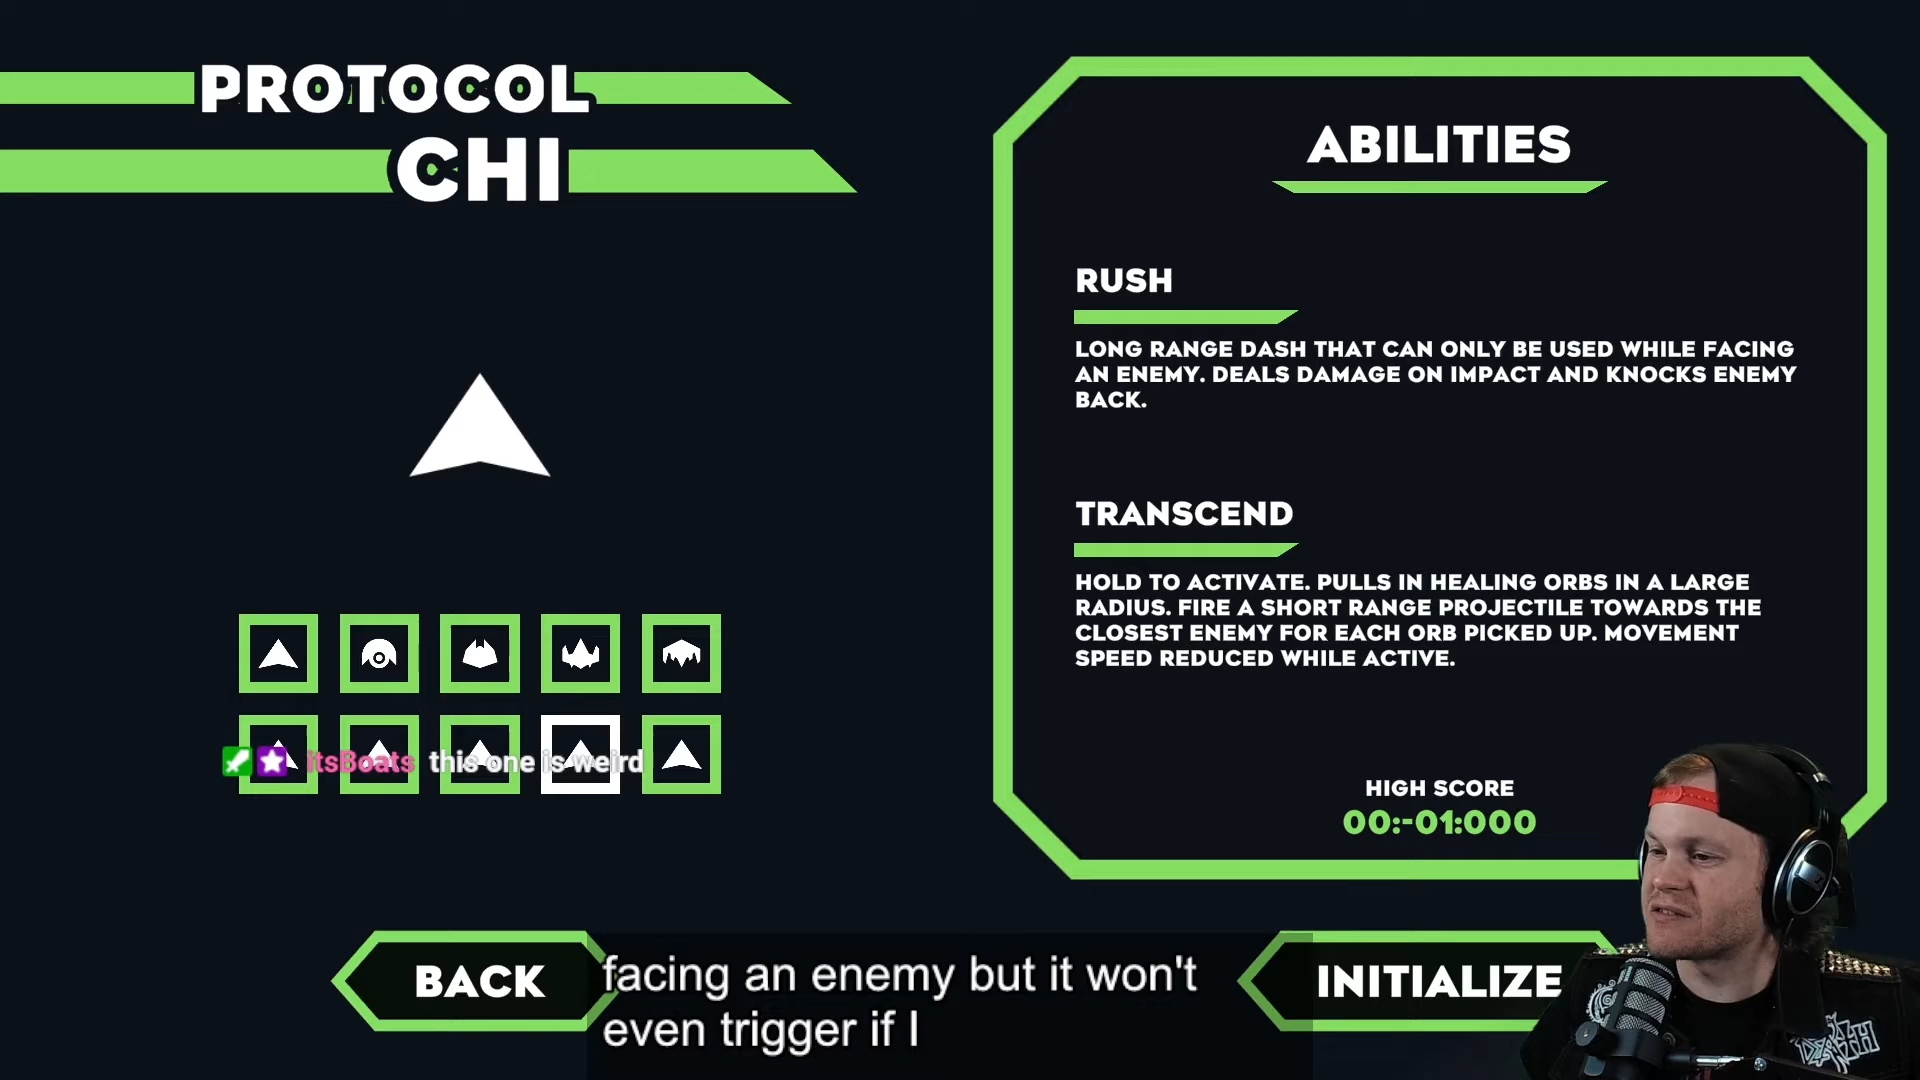 PROTOCOL
CHI
ABILITIES
RUSH
LONG RANGE DASH THAT CAN ONLY BE USED WHILE FACING
AN ENEMY. DEALS DAMAGE ON IMPACT AND KNOCKS ENEMY
BACK.
TRANSCEND
HOLD TO ACTIVATE. PULLS IN HEALING ORBS IN A LARGE
RADIUS. FIRE A SHORT RANGE PROJECTILE TOWARDS THE
CLOSEST ENEMY FOR EACH ORB PICKED UP. MOVEMENT
SPEED REDUCED WHILE ACTIVE.
itsBoats this one is weird
HIGH SCORE
00:-01:000
BACK
facing an enemy but it won't
even trigger if I
INITIALIZE